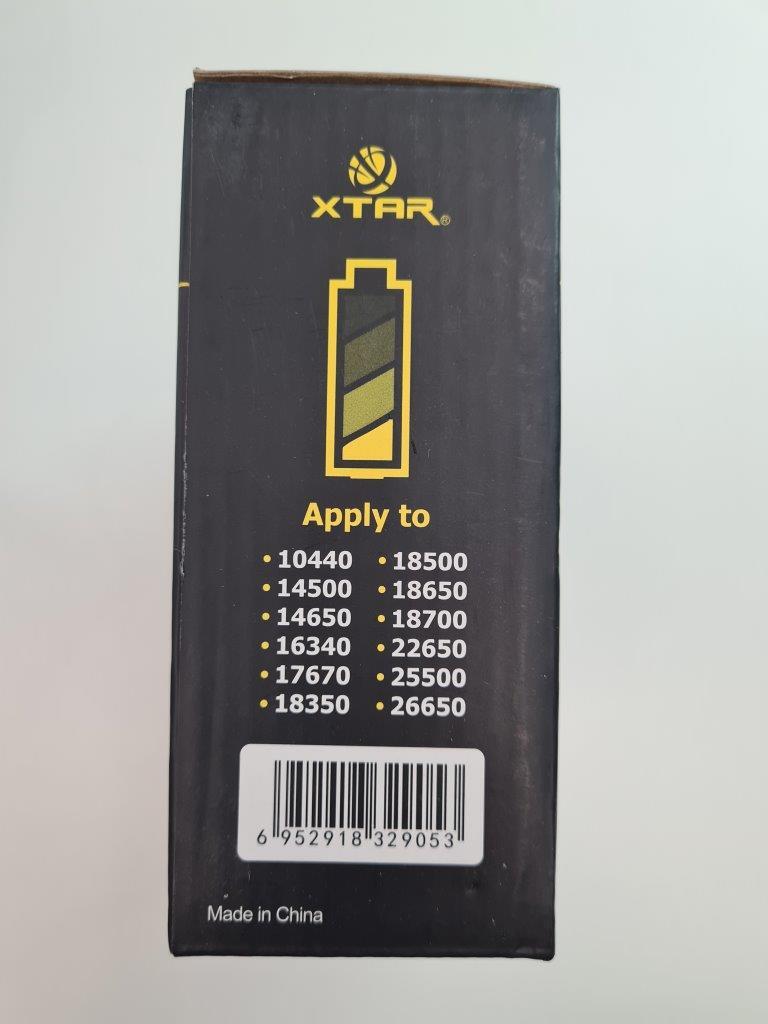 XTAR®
Apply to
• 10440 • 18500
• 14500 • 18650
• 14650 • 18700
• 16340 • 22650
• 17670 • 25500
• 18350 • 26650
6 952918 329053
Made in China